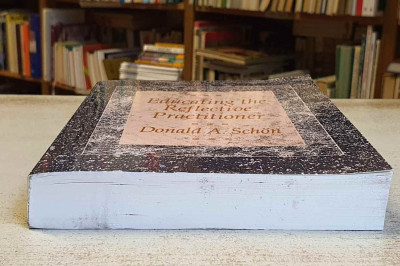 Educating the
Reflective
Practitioner
Donald A. Schön